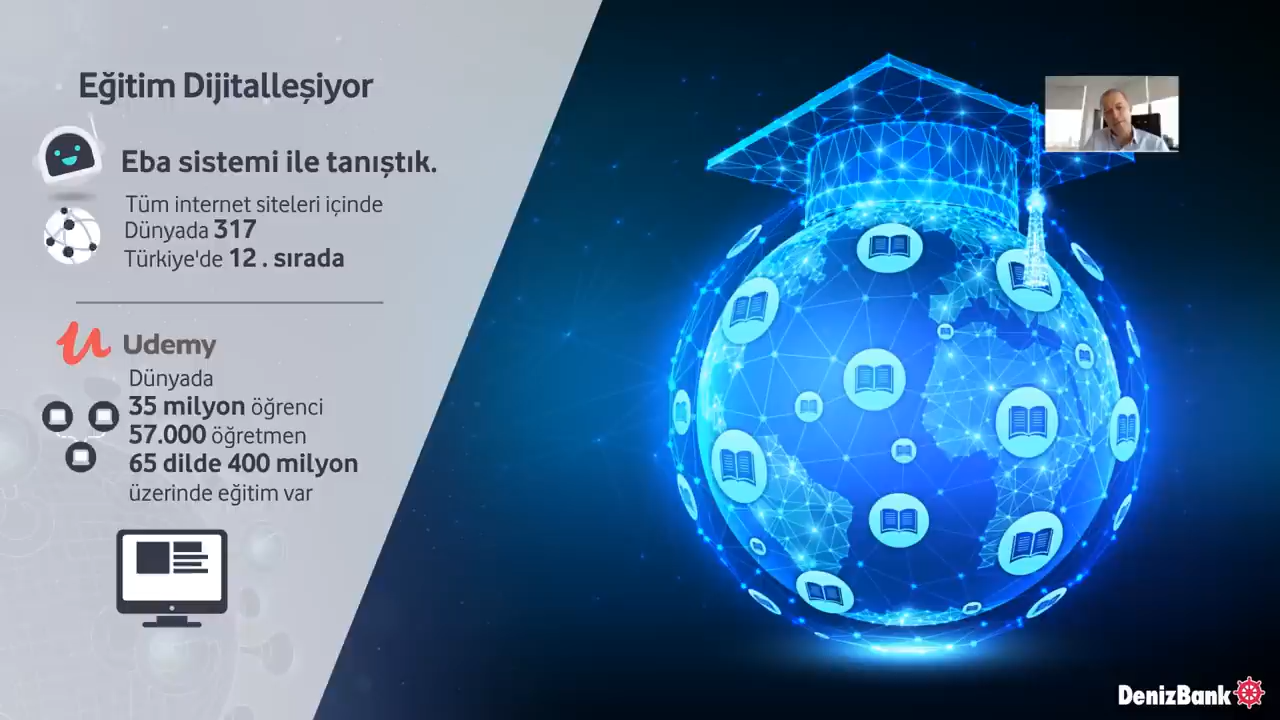 Eğitim Dijitalleşiyor
Eba sistemi ile tanıştık.
Tüm internet siteleri içinde
Dünyada 317
Türkiye'de 12 . sırada
Udemy
Dünyada
35 milyon öğrenci
57.000 öğretmen
65 dilde 400 milyon
üzerinde eğitim var
DenizBank